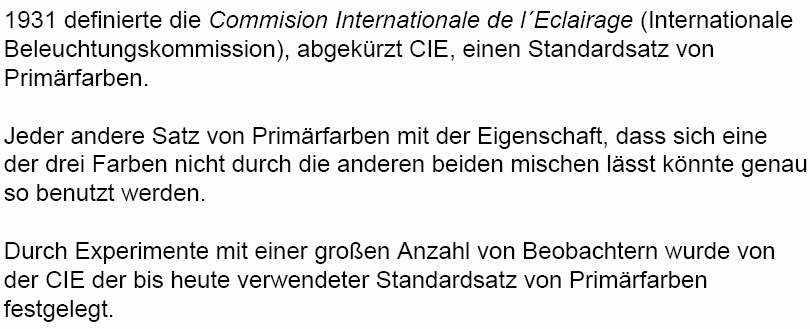 1931 definierte die Commision Internationale de l´Eclairage (Internationale
Beleuchtungskommission), abgekürzt CIE, einen Standardsatz von
Primärfarben.
Jeder andere Satz von Primärfarben mit der Eigenschaft, dass sich eine
der drei Farben nicht durch die anderen beiden mischen lässt könnte genau
so benutzt werden.
Durch Experimente mit einer großen Anzahl von Beobachtern wurde von
der CIE der bis heute verwendeter Standardsatz von Primärfarben
festgelegt.